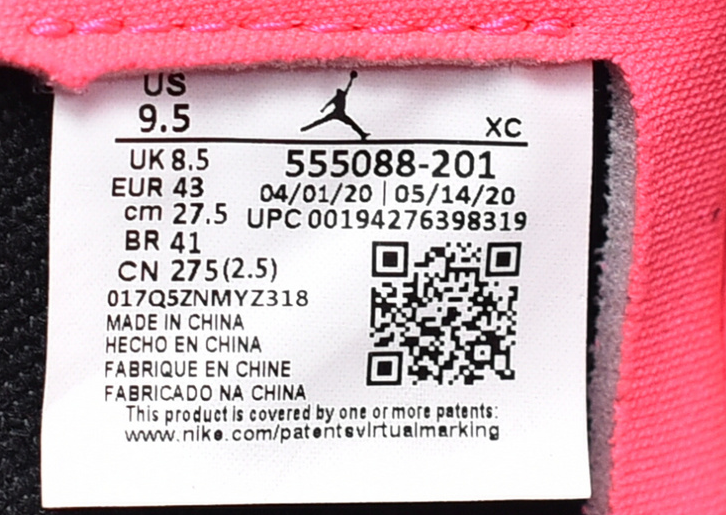 US
9.5
XC
UK 8.5
555088-201
EUR 43
04/01/20 | 05/14/20
cm 27.5
UPC 00194276398319
BR 41
CN 275(2.5)
017Q5ZNMYZ318
MADE IN CHINA
HECHO EN CHINA
FABRIQUE EN CHINE
FABRICADO NA CHINA
This product is covered by one or more patents:
www.nike.com/patentsvirtualmarking